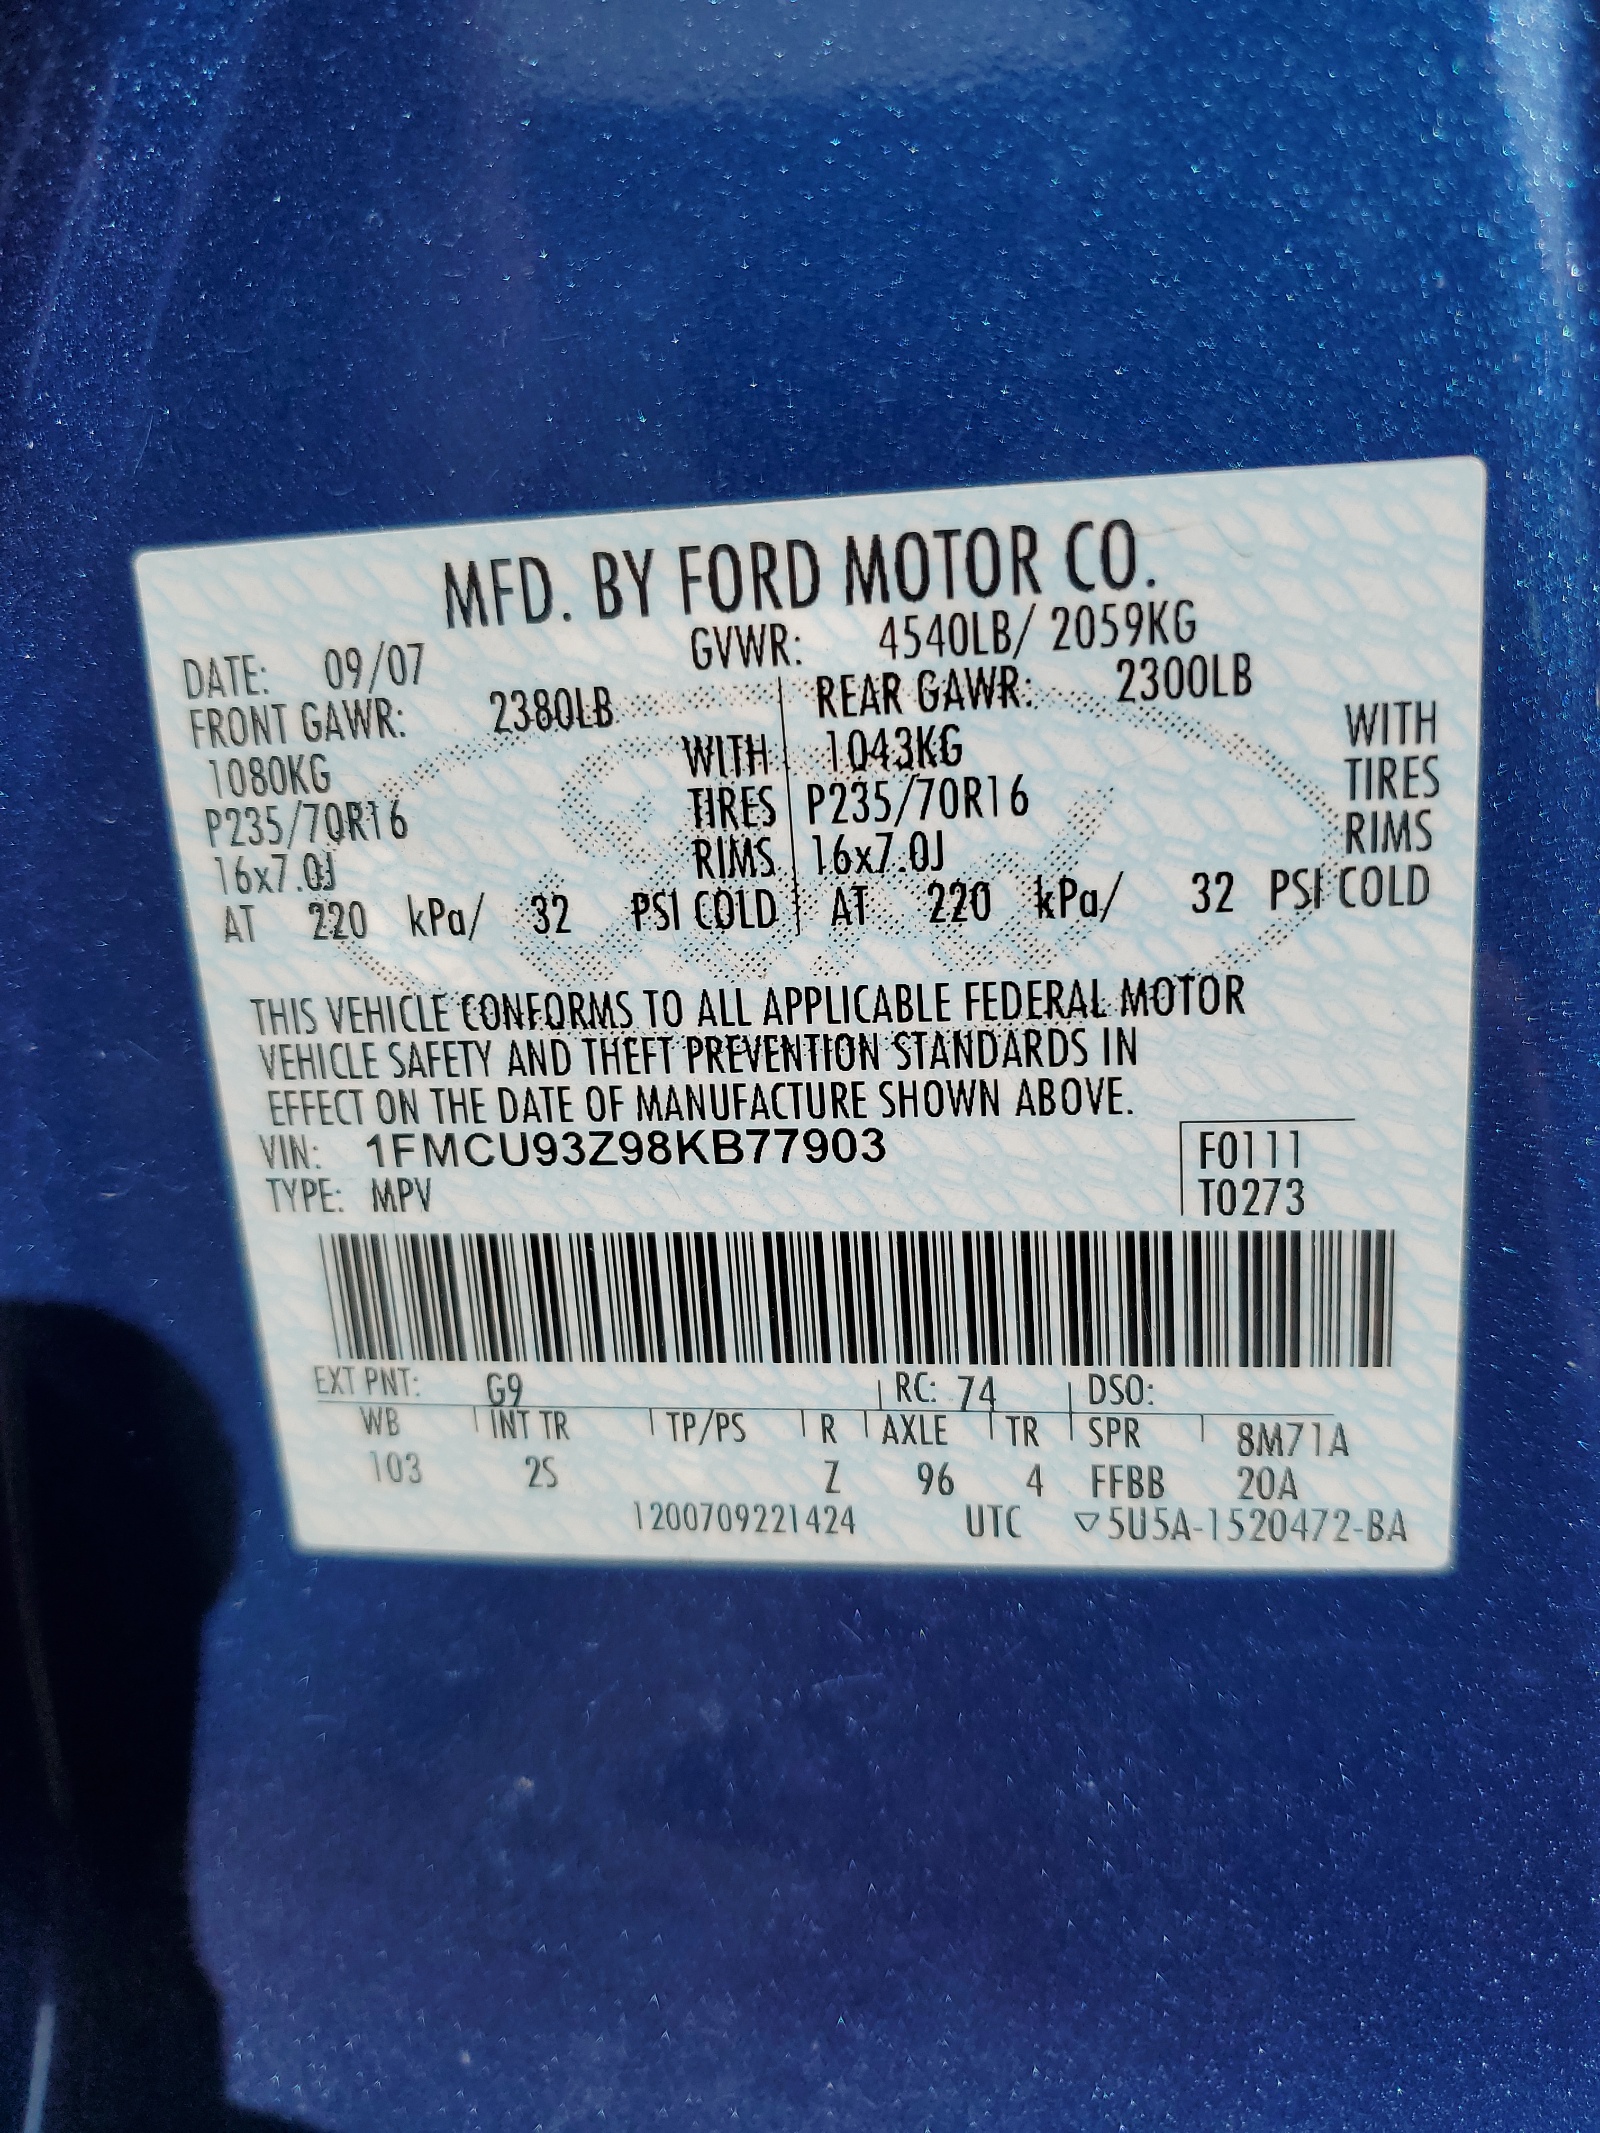 MFD. BY FORD MOTOR CO.
DATE: 09/07 GVWR: 4540LB/ 2059KG
FRONT GAWR: 2380LB REAR GAWR: 2300LB
1080KG WITH 1043KG WITH
P235/70R16 TIRES P235/70R16 TIRES
16x7.0J RIMS 16x7.0J RIMS
AT 220 kPa/ 32 PSI COLD AT 220 kPa/ 32 PSI COLD
THIS VEHICLE CONFORMS TO ALL APPLICABLE FEDERAL MOTOR
VEHICLE SAFETY AND THEFT PREVENTION STANDARDS IN
EFFECT ON THE DATE OF MANUFACTURE SHOWN ABOVE.
VIN: 1FMCU93Z98KB77903 F0111
TYPE: MPV T0273
EXT PNT: G9 RC: 74 DSO:
WB INT TR TP/PS R AXLE TR SPR 8M71A
103 2S Z 96 4 FFBB 20A
1200709221424 UTC ▽5U5A-1520472-BA